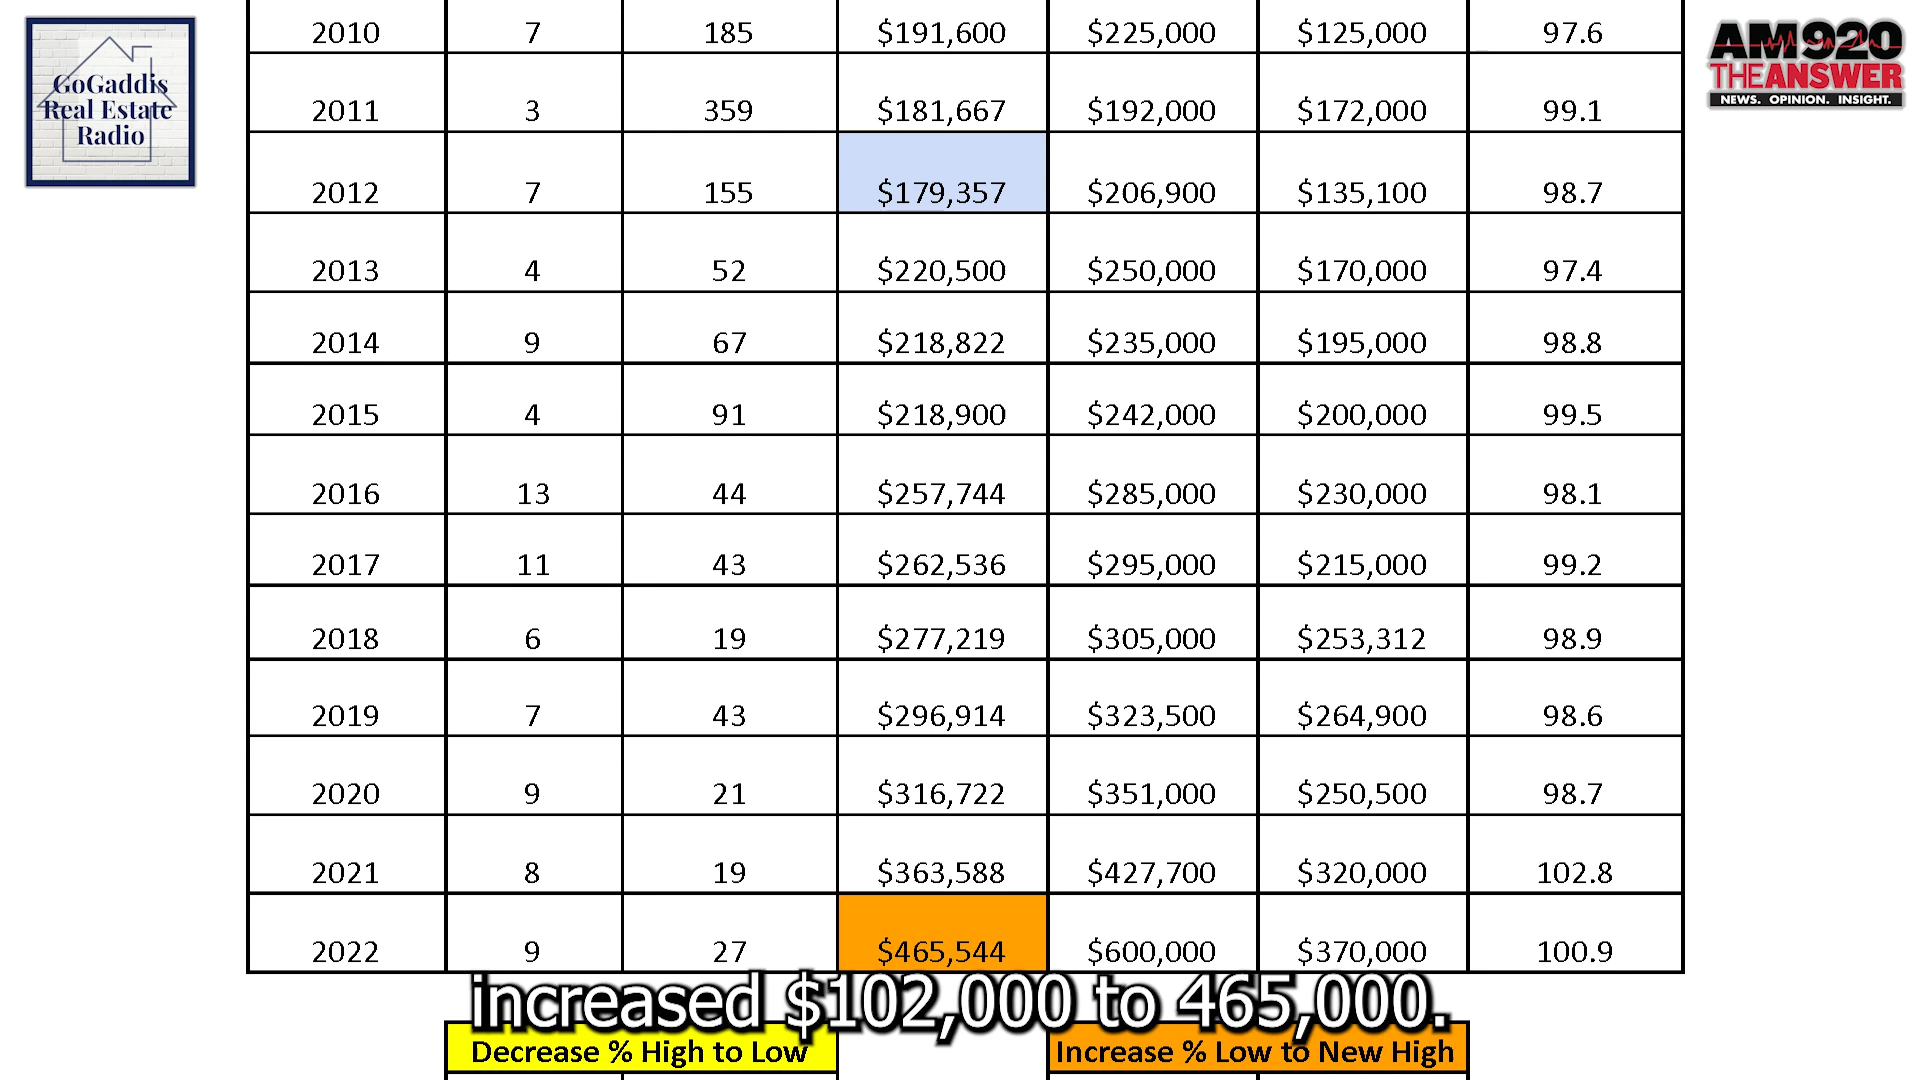 GoGaddis
Real Estate
Radio
AM920
THE ANSWER
NEWS. OPINION. INSIGHT.
2010 7 185 $191,600 $225,000 $125,000 97.6
2011 3 359 $181,667 $192,000 $172,000 99.1
2012 7 155 $179,357 $206,900 $135,100 98.7
2013 4 52 $220,500 $250,000 $170,000 97.4
2014 9 67 $218,822 $235,000 $195,000 98.8
2015 4 91 $218,900 $242,000 $200,000 99.5
2016 13 44 $257,744 $285,000 $230,000 98.1
2017 11 43 $262,536 $295,000 $215,000 99.2
2018 6 19 $277,219 $305,000 $253,312 98.9
2019 7 43 $296,914 $323,500 $264,900 98.6
2020 9 21 $316,722 $351,000 $250,500 98.7
2021 8 19 $363,588 $427,700 $320,000 102.8
2022 9 27 $465,544 $600,000 $370,000 100.9
increased $102,000 to 465,000.
Decrease % High to Low Increase % Low to New High